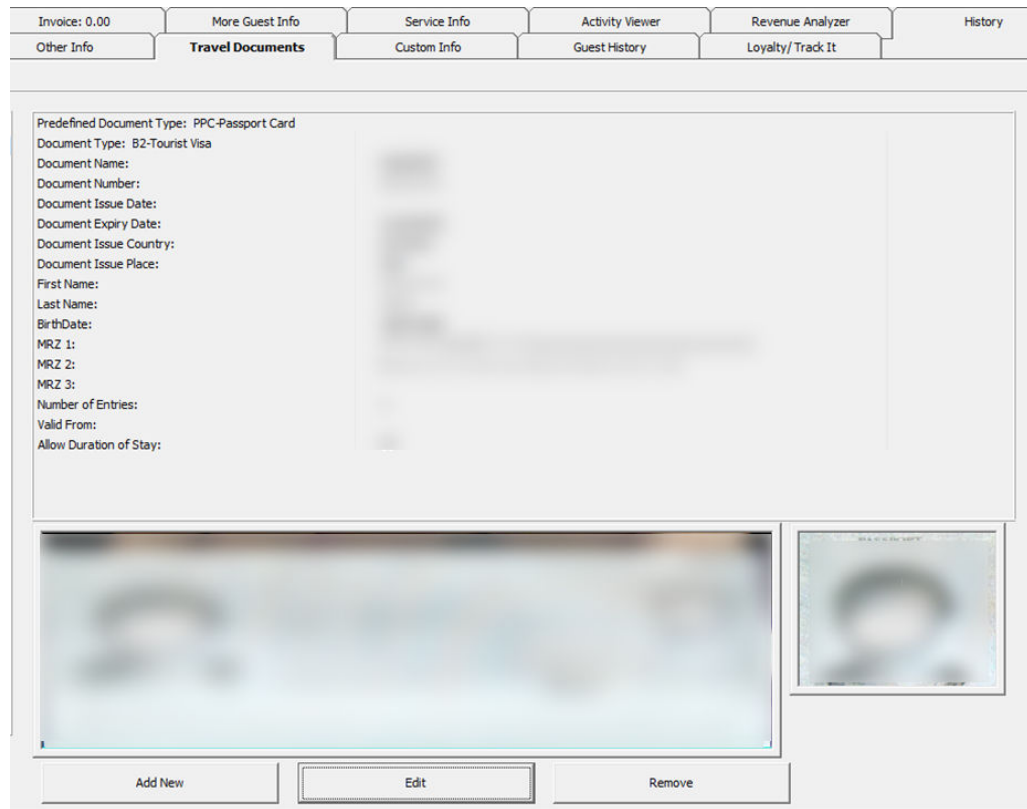 Invoice: 0.00 More Guest Info Service Info Activity Viewer Revenue Analyzer History
Other Info Travel Documents Custom Info Guest History Loyalty/ Track It
Predefined Document Type: PPC-Passport Card
Document Type: B2-Tourist Visa
Document Name:
Document Number:
Document Issue Date:
Document Expiry Date:
Document Issue Country:
Document Issue Place:
First Name:
Last Name:
BirthDate:
MRZ 1:
MRZ 2:
MRZ 3:
Number of Entries:
Valid From:
Allow Duration of Stay:
Add New Edit Remove